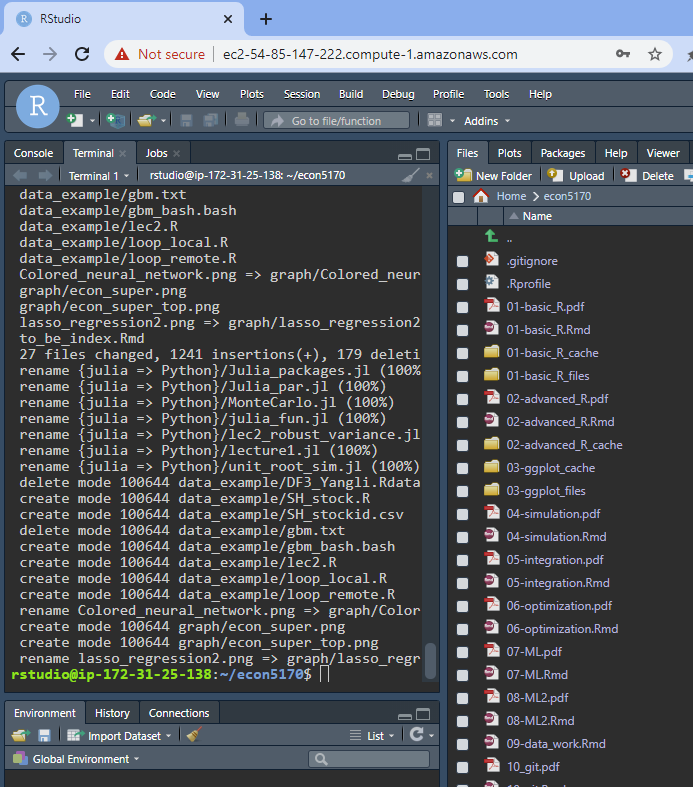 RStudio
Not secure
ec2-54-85-147-222.compute-1.amazonaws.com
R
File Edit Code View Plots Session Build Debug Profile Tools Help
Go to file/function Addins
Console Terminal Jobs
Terminal 1 rstudio@ip-172-31-25-138: ~/econ5170
data_example/gbm.txt
data_example/gbm_bash.bash
data_example/lec2.R
data_example/loop_local.R
data_example/loop_remote.R
Colored_neural_network.png => graph/Colored_neur
graph/econ_super.png
graph/econ_super_top.png
lasso_regression2.png => graph/lasso_regression2
to_be_index.Rmd
27 files changed, 1241 insertions(+), 179 deleti
rename {julia => Python}/Julia_packages.jl (100%
rename {julia => Python}/Julia_par.jl (100%)
rename {julia => Python}/MonteCarlo.jl (100%)
rename {julia => Python}/julia_fun.jl (100%)
rename {julia => Python}/lec2_robust_variance.jl
rename {julia => Python}/lecture1.jl (100%)
rename {julia => Python}/unit_root_sim.jl (100%)
delete mode 100644 data_example/DF3_Yangli.Rdata
create mode 100644 data_example/SH_stock.R
create mode 100644 data_example/SH_stockid.csv
delete mode 100644 data_example/gbm.txt
create mode 100644 data_example/gbm_bash.bash
create mode 100644 data_example/lec2.R
create mode 100644 data_example/loop_local.R
create mode 100644 data_example/loop_remote.R
rename Colored_neural_network.png => graph/Color
create mode 100644 graph/econ_super.png
create mode 100644 graph/econ_super_top.png
rename lasso_regression2.png => graph/lasso_regr
rstudio@ip-172-31-25-138:~/econ5170$
Environment History Connections
Import Dataset List
Global Environment
Files Plots Packages Help Viewer
New Folder Upload Delete
Home econ5170
Name
..
.gitignore
.Rprofile
01-basic_R.pdf
01-basic_R.Rmd
01-basic_R_cache
01-basic_R_files
02-advanced_R.pdf
02-advanced_R.Rmd
02-advanced_R_cache
03-ggplot_cache
03-ggplot_files
04-simulation.pdf
04-simulation.Rmd
05-integration.pdf
05-integration.Rmd
06-optimization.pdf
06-optimization.Rmd
07-ML.pdf
07-ML.Rmd
08-ML2.pdf
08-ML2.Rmd
09-data_work.Rmd
10_git.pdf